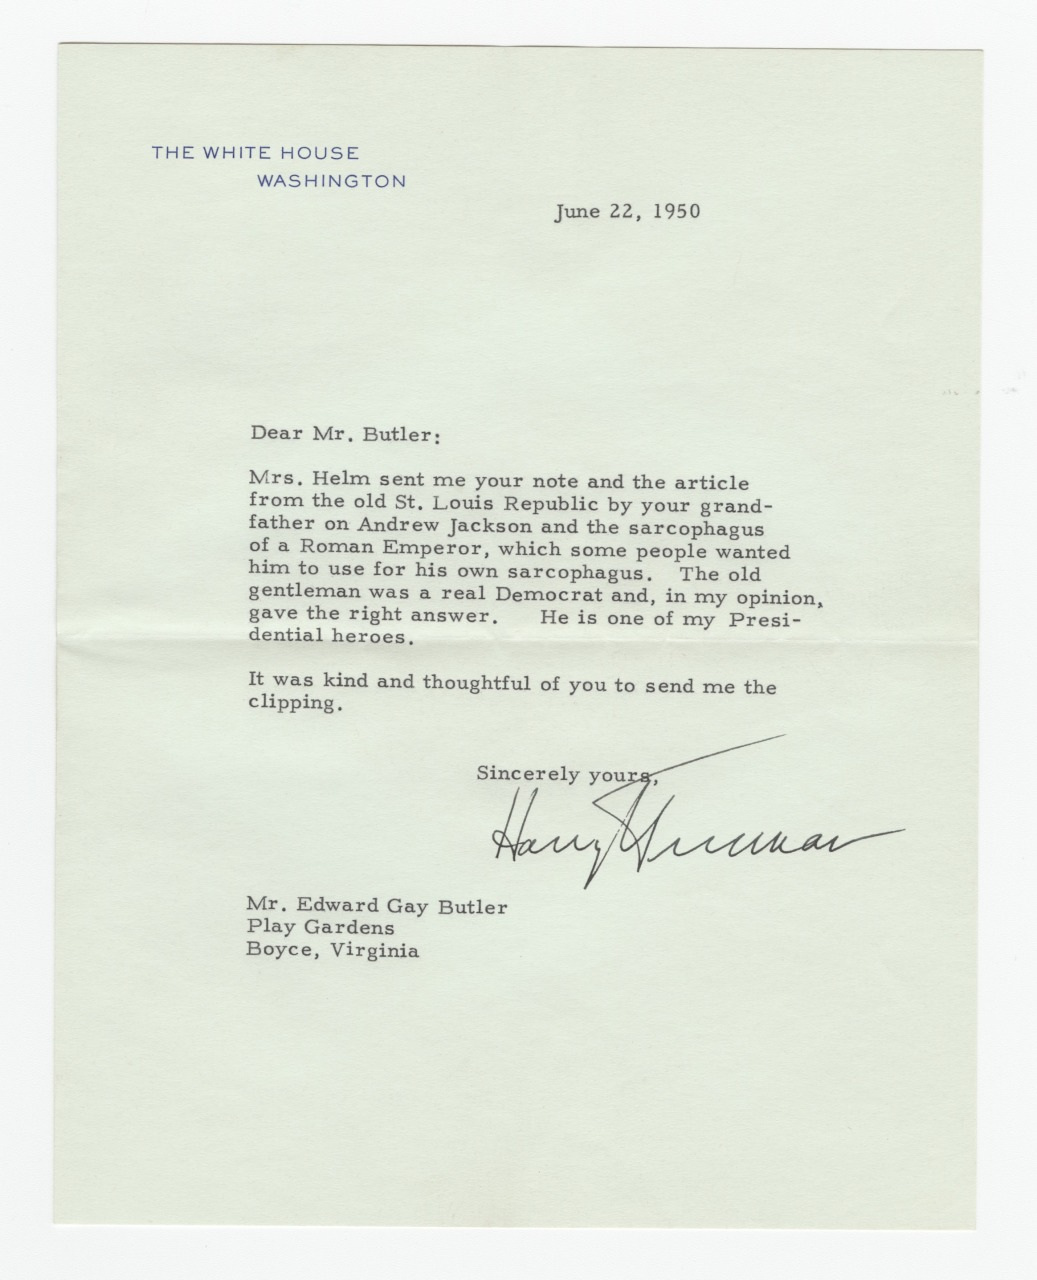 THE WHITE HOUSE
WASHINGTON
June 22, 1950
Dear Mr. Butler:
Mrs. Helm sent me your note and the article
from the old St. Louis Republic by your grand-
father on Andrew Jackson and the sarcophagus
of a Roman Emperor, which some people wanted
him to use for his own sarcophagus. The old
gentleman was a real Democrat and, in my opinion,
gave the right answer. He is one of my Presi-
dential heroes.
It was kind and thoughtful of you to send me the
clipping.
Sincerely yours,
Harry Truman
Mr. Edward Gay Butler
Play Gardens
Boyce, Virginia